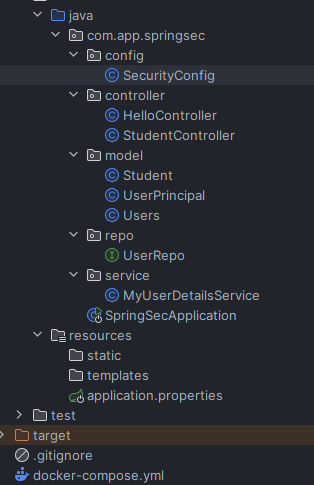 java
com.app.springsec
config
SecurityConfig
controller
HelloController
StudentController
model
Student
UserPrincipal
Users
repo
UserRepo
service
MyUserDetailsService
SpringSecApplication
resources
static
templates
application.properties
test
target
.gitignore
docker-compose.yml